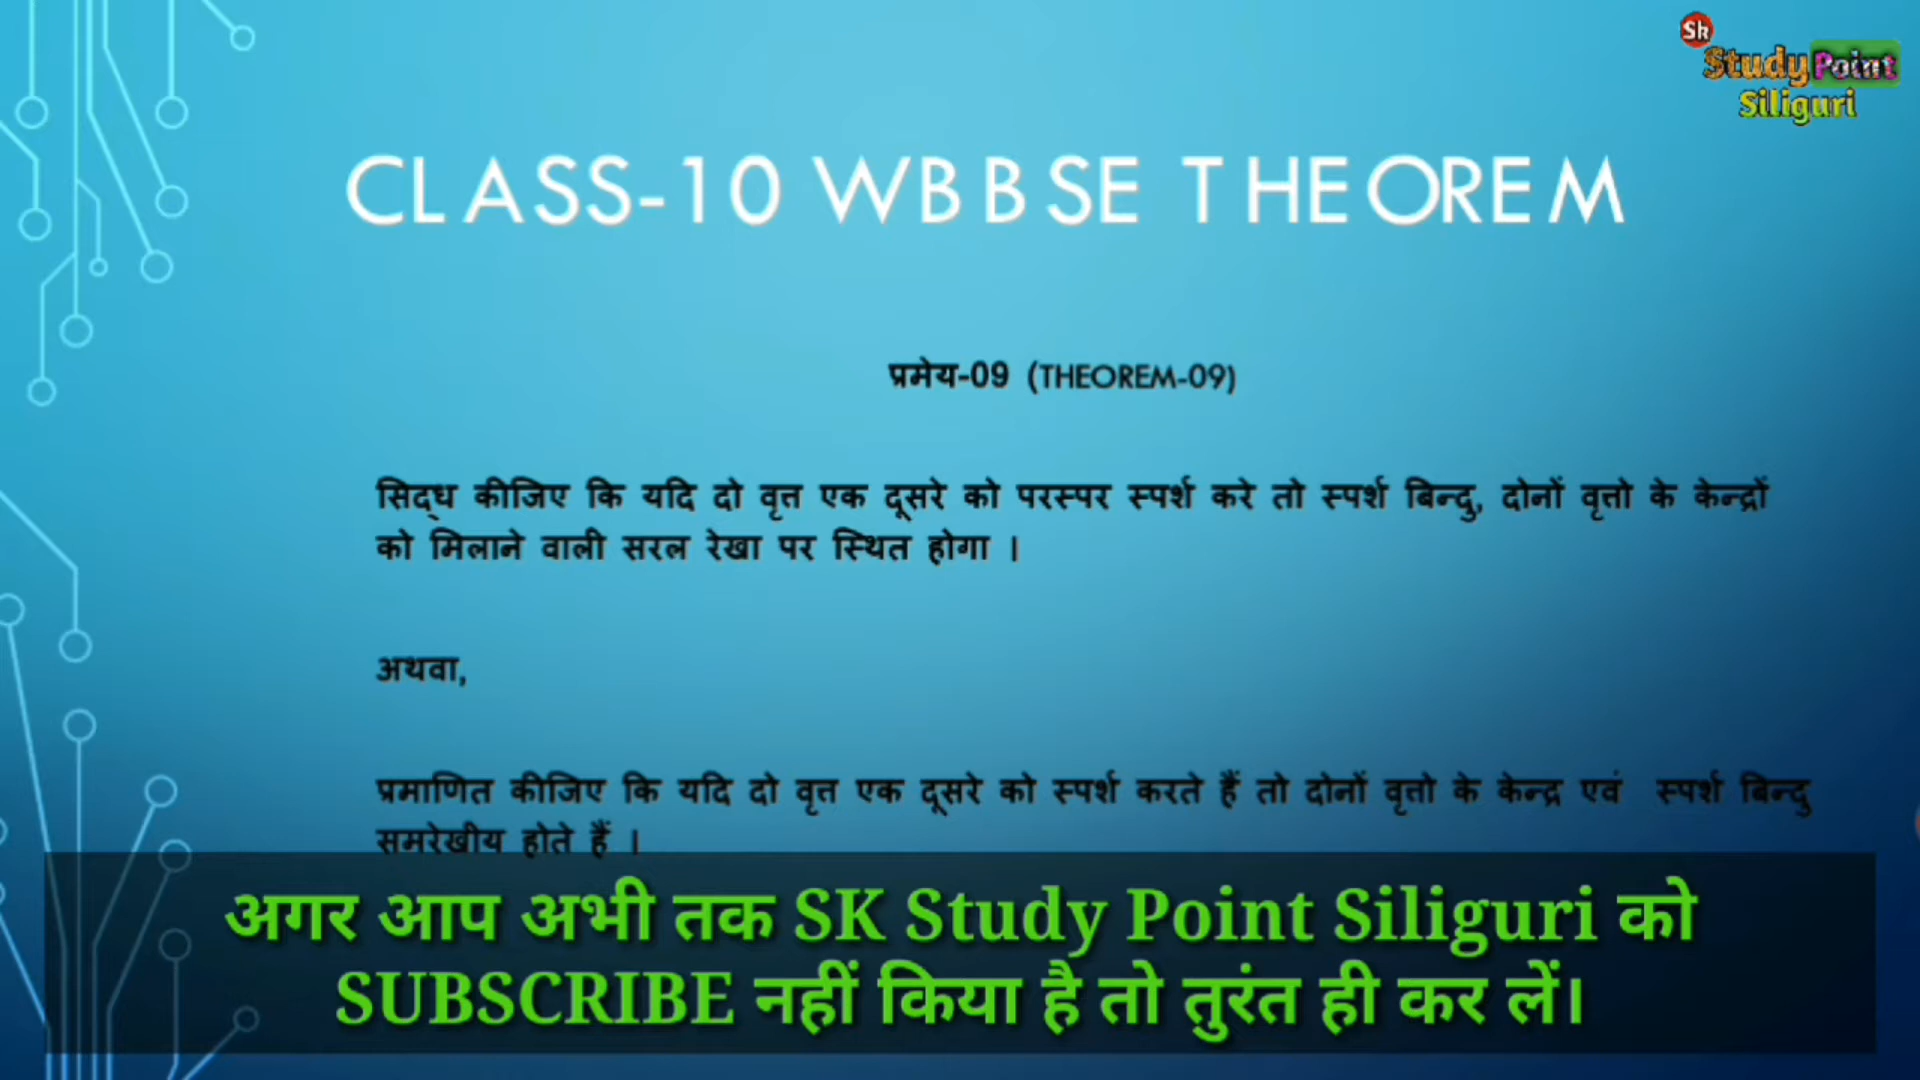 Sk
Study Point
Siliguri
CLASS-10 WBBSE THEOREM
प्रमेय-09 (THEOREM-09)
सिद्ध कीजिए कि यदि दो वृत्त एक दूसरे को परस्पर स्पर्श करे तो स्पर्श बिन्दु, दोनों वृत्तो के केन्द्रों
को मिलाने वाली सरल रेखा पर स्थित होगा ।
अथवा,
प्रमाणित कीजिए कि यदि दो वृत्त एक दूसरे को स्पर्श करते हैं तो दोनों वृत्तो के केन्द्र एवं स्पर्श बिन्दु
समरेखीय होते हैं ।
अगर आप अभी तक SK Study Point Siliguri को
SUBSCRIBE नहीं किया है तो तुरंत ही कर लें।